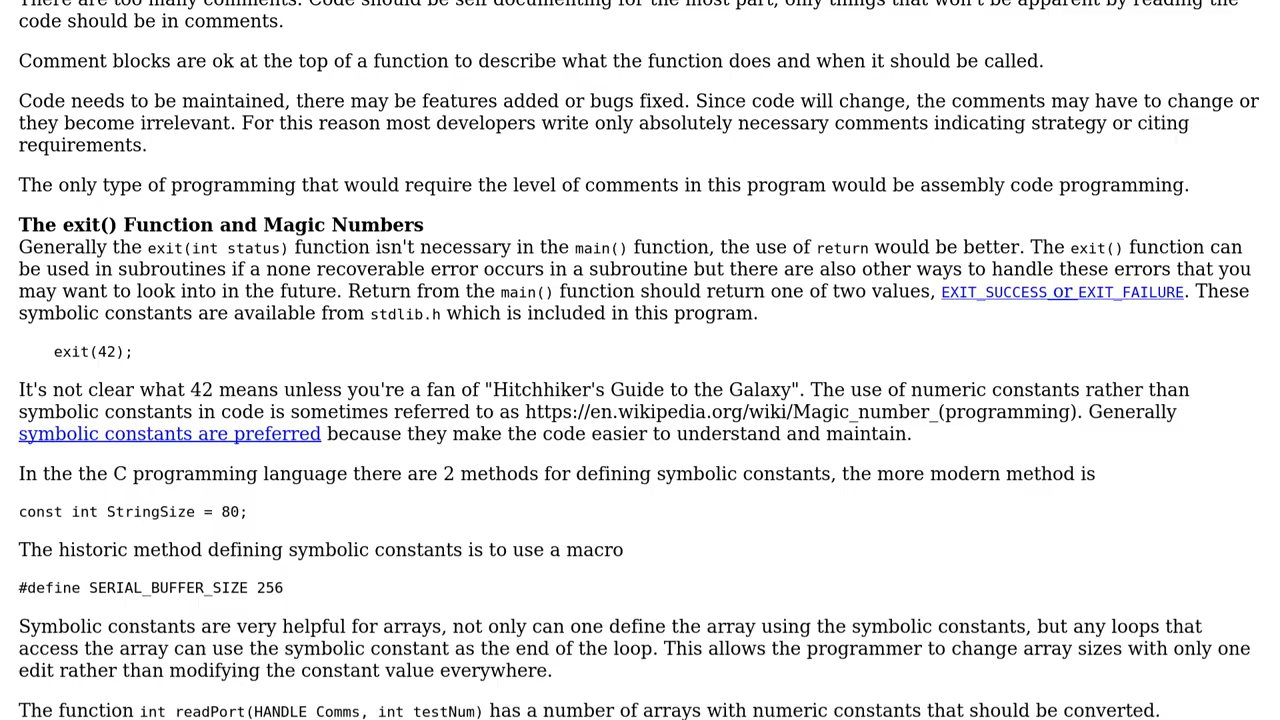 There are too many comments. Code should be self documenting for the most part, only things that won't be apparent by reading the
code should be in comments.
Comment blocks are ok at the top of a function to describe what the function does and when it should be called.
Code needs to be maintained, there may be features added or bugs fixed. Since code will change, the comments may have to change or
they become irrelevant. For this reason most developers write only absolutely necessary comments indicating strategy or citing
requirements.
The only type of programming that would require the level of comments in this program would be assembly code programming.
The exit() Function and Magic Numbers
Generally the exit(int status) function isn't necessary in the main() function, the use of return would be better. The exit() function can
be used in subroutines if a none recoverable error occurs in a subroutine but there are also other ways to handle these errors that you
may want to look into in the future. Return from the main() function should return one of two values, EXIT_SUCCESS or EXIT_FAILURE. These
symbolic constants are available from stdlib.h which is included in this program.
exit(42);
It's not clear what 42 means unless you're a fan of "Hitchhiker's Guide to the Galaxy". The use of numeric constants rather than
symbolic constants in code is sometimes referred to as https://en.wikipedia.org/wiki/Magic_number_(programming). Generally
symbolic constants are preferred because they make the code easier to understand and maintain.
In the the C programming language there are 2 methods for defining symbolic constants, the more modern method is
const int StringSize = 80;
The historic method defining symbolic constants is to use a macro
#define SERIAL_BUFFER_SIZE 256
Symbolic constants are very helpful for arrays, not only can one define the array using the symbolic constants, but any loops that
access the array can use the symbolic constant as the end of the loop. This allows the programmer to change array sizes with only one
edit rather than modifying the constant value everywhere.
The function int readPort(HANDLE Comms, int testNum) has a number of arrays with numeric constants that should be converted.